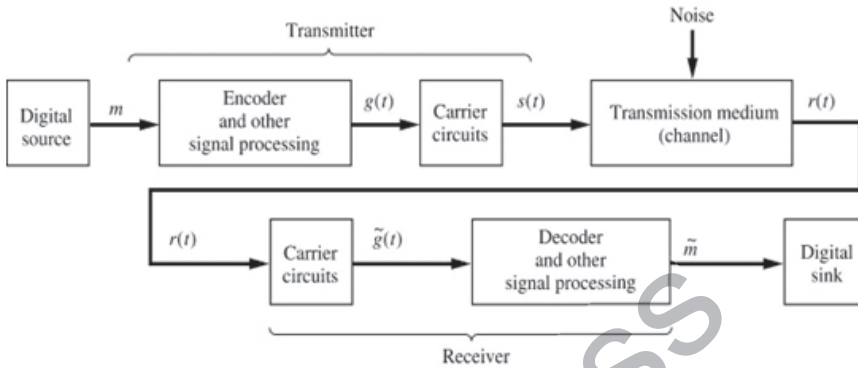 Transmitter
Noise
Digital
source
m
Encoder
and other
signal processing
g(t)
Carrier
circuits
s(t)
Transmission medium
(channel)
r(t)
r(t)
Carrier
circuits
g̃(t)
Decoder
and other
signal processing
m̃
Digital
sink
Receiver
SS